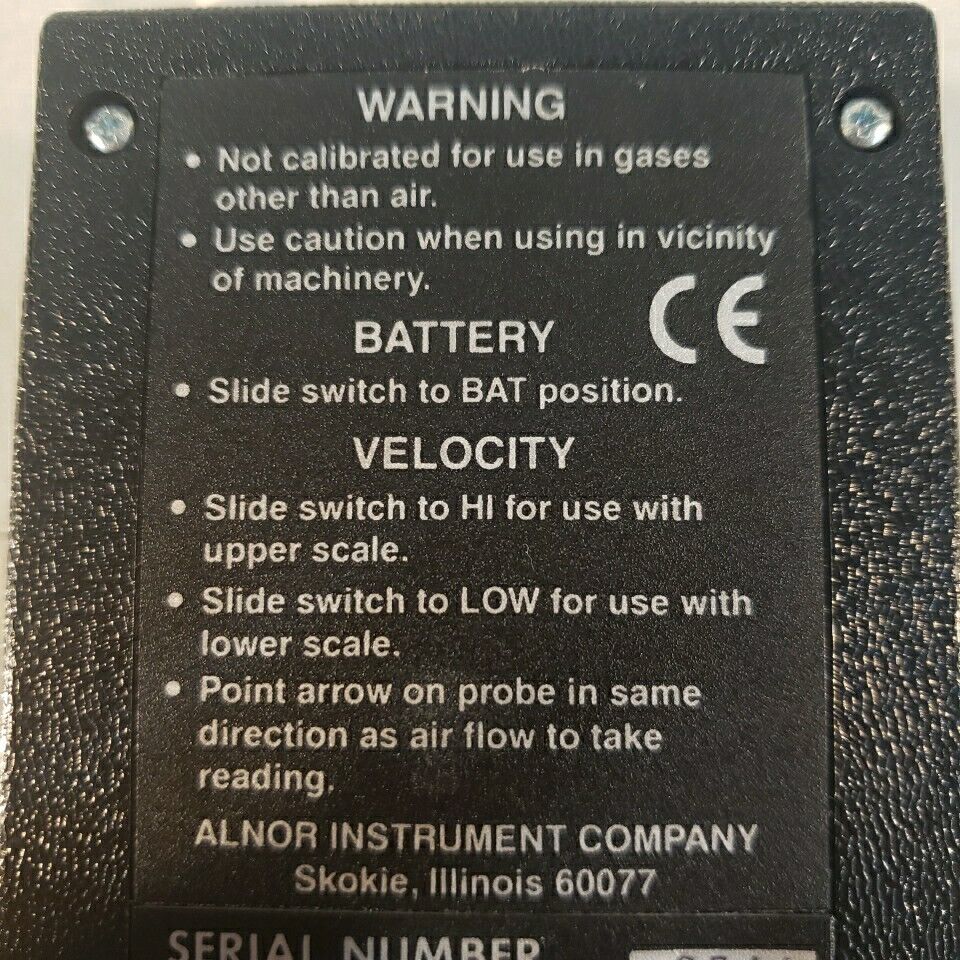 WARNING
• Not calibrated for use in gases
other than air.
• Use caution when using in vicinity
of machinery.
CE
BATTERY
• Slide switch to BAT position.
VELOCITY
• Slide switch to HI for use with
upper scale.
• Slide switch to LOW for use with
lower scale.
• Point arrow on probe in same
direction as air flow to take
reading.
ALNOR INSTRUMENT COMPANY
Skokie, Illinois 60077
SERIAL NUMBER